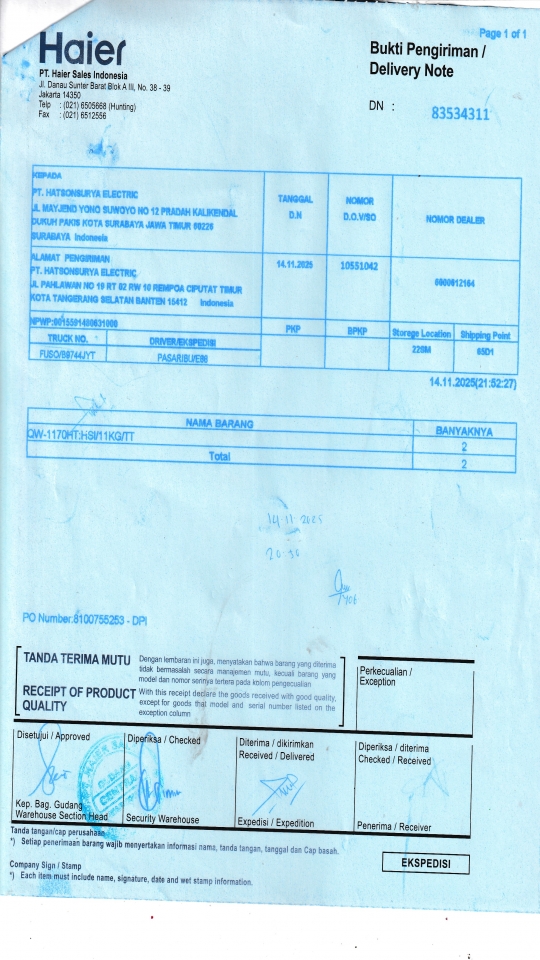 Page 1 of 1
Haier
Bukti Pengiriman /
Delivery Note
PT. Haier Sales Indonesia
Jl. Danau Sunter Barat Blok A III, No. 38 - 39
Jakarta 14350
Telp : (021) 6505668 (Hunting)
Fax : (021) 6512556
DN : 83534311
KEPADA
PT. HATSONSURYA ELECTRIC
JL MAYJEND YONO SUWOYO NO 12 PRADAH KALIKENDAL
DUKUH PAKIS KOTA SURABAYA JAWA TIMUR 60226
SURABAYA Indonesia
TANGGAL
D.N
NOMOR
D.O.V/SO
NOMOR DEALER
ALAMAT PENGIRIMAN
PT. HATSONSURYA ELECTRIC
JL PAHLAWAN NO 19 RT 02 RW 10 REMPOA CIPUTAT TIMUR
KOTA TANGERANG SELATAN BANTEN 15412 Indonesia
14.11.2025
10551042
NPWP:0015591480631000
PKP
BPKP
Storege Location
Shipping Point
TRUCK NO.
DRIVER/EKSPEDISI
226M
65D1
FUSO/B9744JYT
PASARIBU/E98
14.11.2025(21:52:27)
NAMA BARANG
BANYAKNYA
QW-1170HT:HSI/11KG/TT
2
Total
2
14-11 2025
20.30
PO Number:8100755253 - DPI
TANDA TERIMA MUTU
Dengan lembaran ini juga, menyatakan bahwa barang yang diterima
tidak bermasalah secara manajemen mutu, kecuali barang yang
model dan nomor serinya tertera pada kolom pengecualian
RECEIPT OF PRODUCT
QUALITY
With this receipt declare the goods received with good quality,
except for goods that model and serial number listed on the
exception column
Perkecualian /
Exception
Disetujui / Approved
Diperiksa / Checked
Diterima / dikirimkan
Received / Delivered
Diperiksa / diterima
Checked / Received
Kep. Bag. Gudang
Warehouse Section Head
Security Warehouse
Expedisi / Expedition
Penerima / Receiver
Tanda tangan/cap perusahaan
*) Setiap penerimaan barang wajib menyertakan informasi nama, tanda tangan, tanggal dan Cap basah.
Company Sign / Stamp
*) Each item must include name, signature, date and wet stamp information.
EKSPEDISI